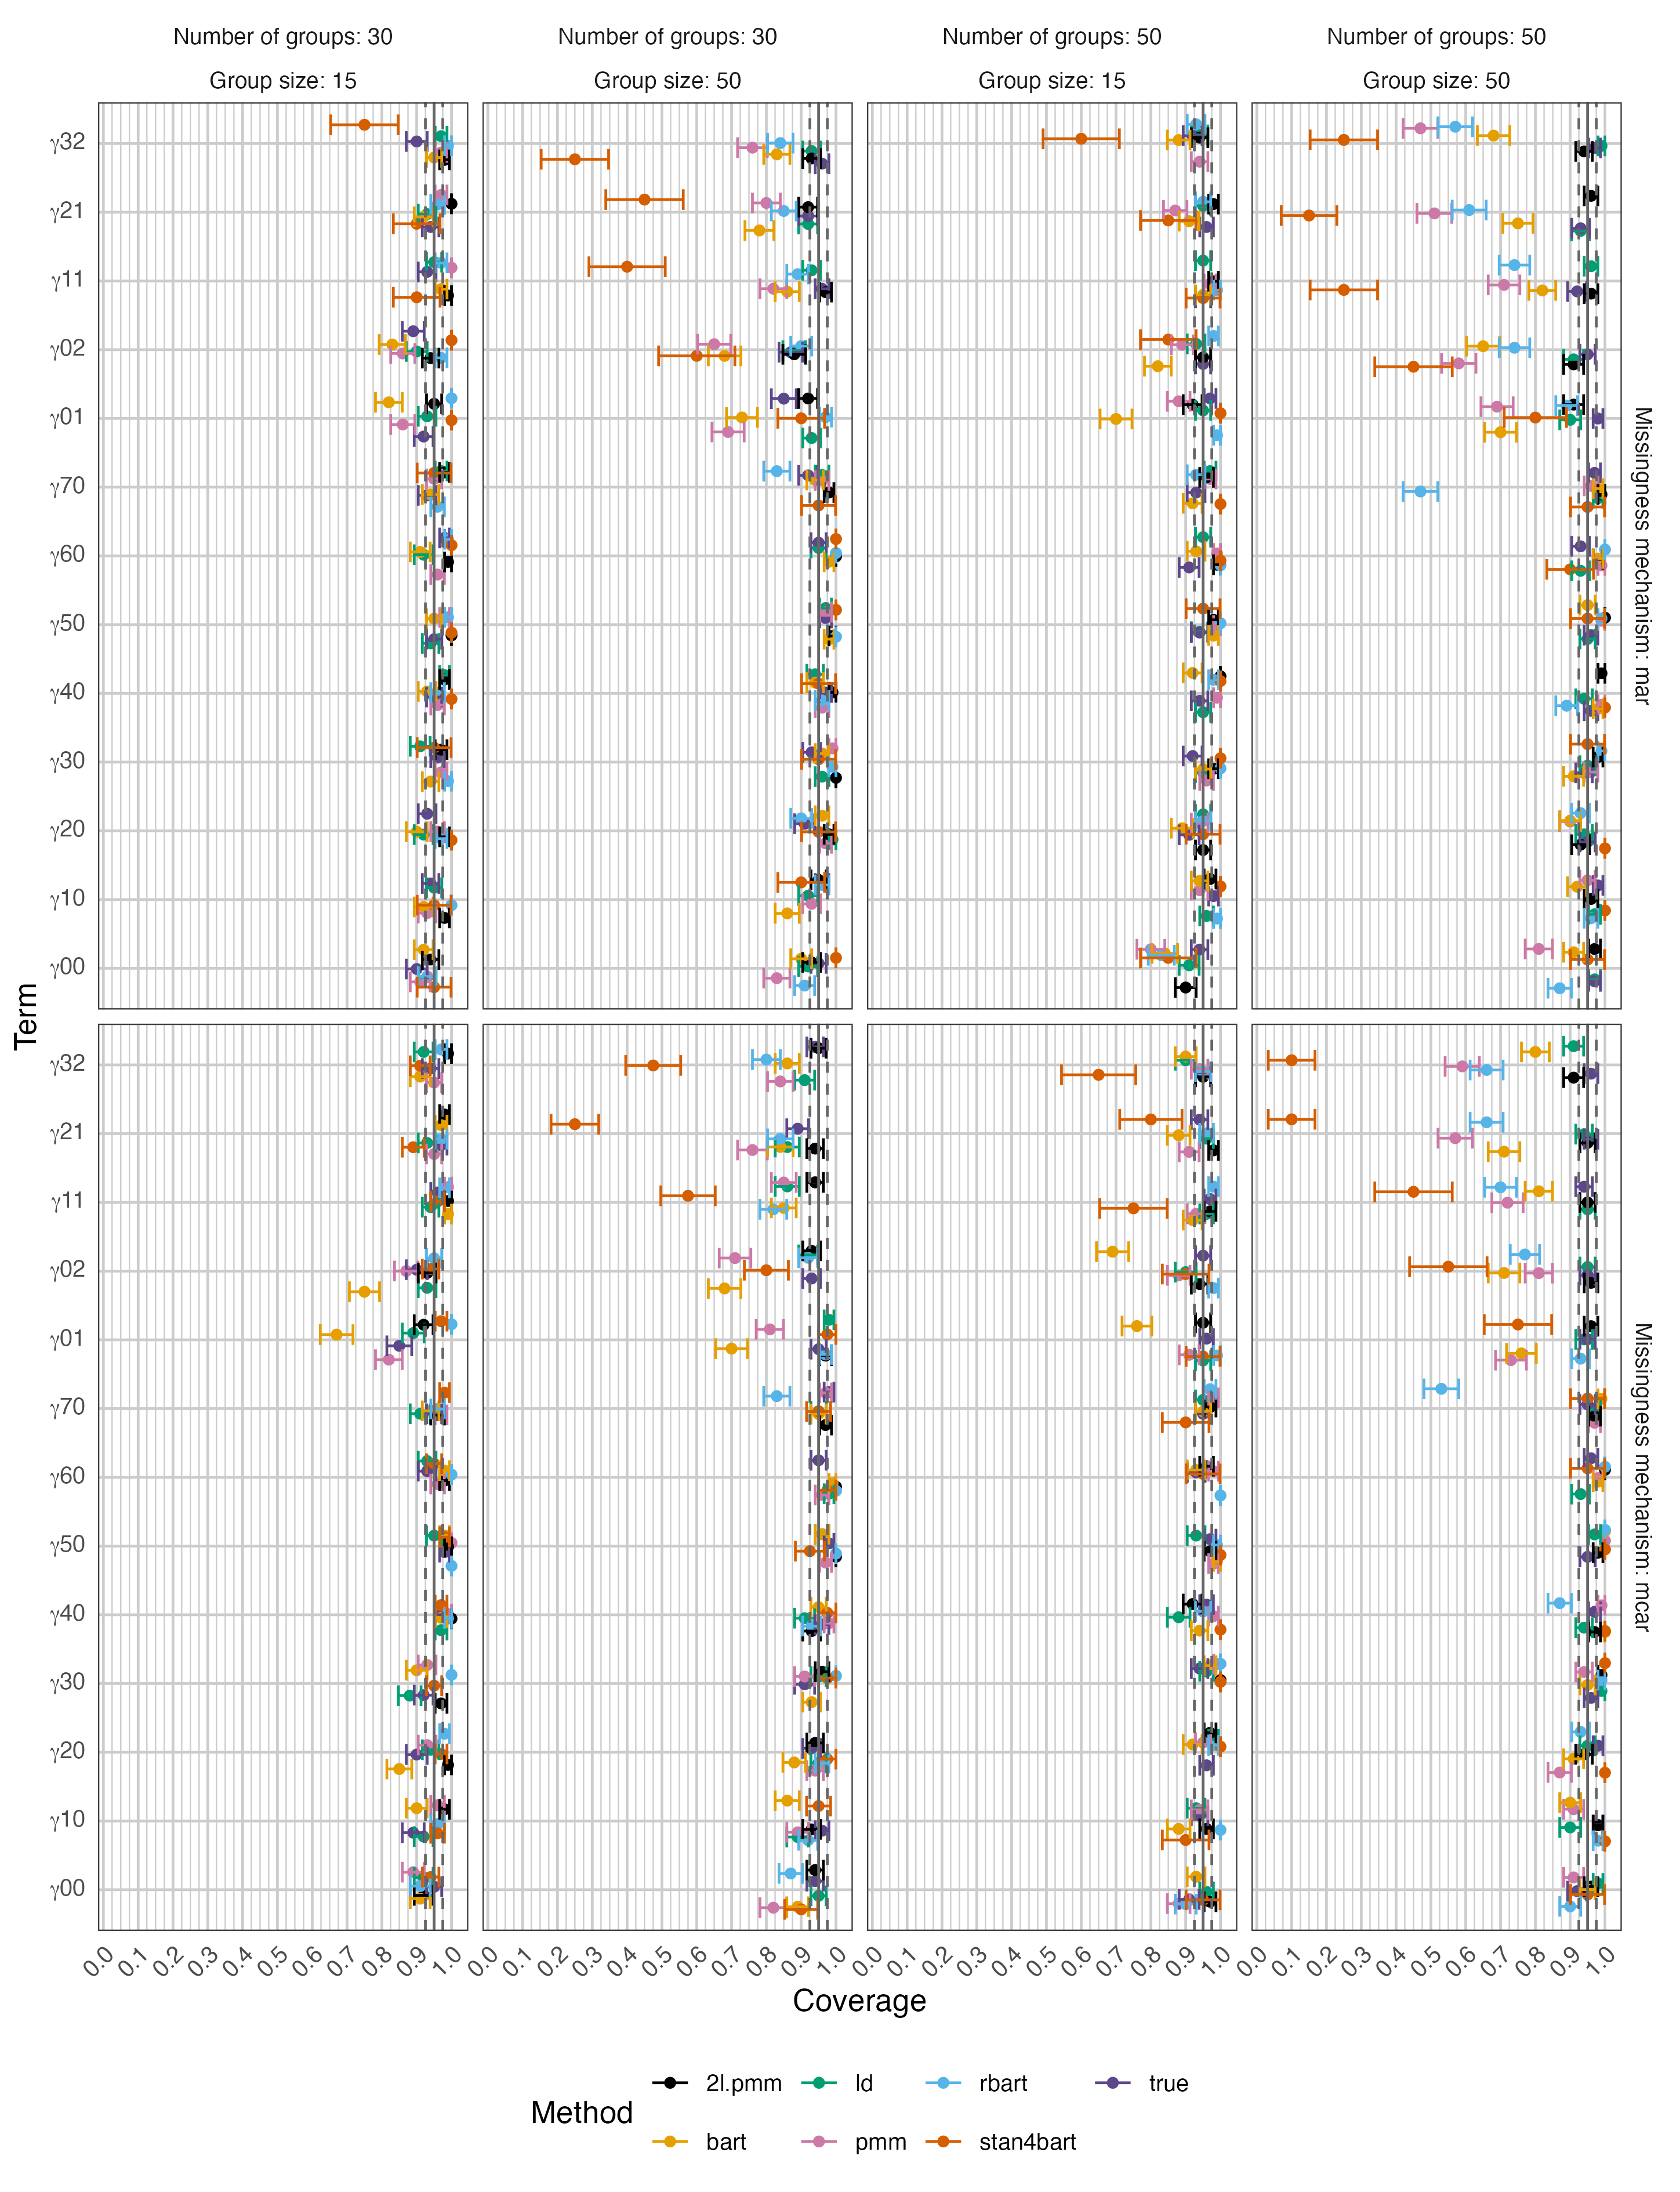 Number of groups: 30 Number of groups: 30 Number of groups: 50 Number of groups: 50
Group size: 15 Group size: 50 Group size: 15 Group size: 50
γ32
γ21
γ11
γ02
γ01
γ70
γ60
γ50
γ40
γ30
γ20
γ10
γ00
Missingness mechanism: mar
Term
γ32
γ21
γ11
γ02
γ01
γ70
γ60
γ50
γ40
γ30
γ20
γ10
γ00
Missingness mechanism: mcar
0.0 0.1 0.2 0.3 0.4 0.5 0.6 0.7 0.8 0.9 1.0 0.0 0.1 0.2 0.3 0.4 0.5 0.6 0.7 0.8 0.9 1.0 0.0 0.1 0.2 0.3 0.4 0.5 0.6 0.7 0.8 0.9 1.0 0.0 0.1 0.2 0.3 0.4 0.5 0.6 0.7 0.8 0.9 1.0
Coverage
Method
2l.pmm ld rbart true
bart pmm stan4bart